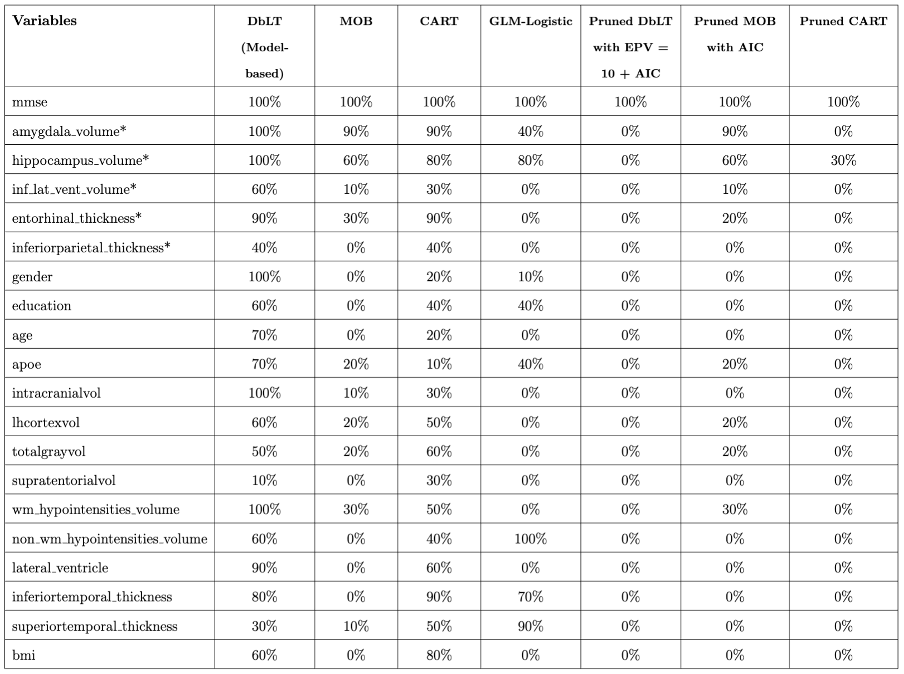 Variables DbLT (Model-based) MOB CART GLM-Logistic Pruned DbLT with EPV = 10 + AIC Pruned MOB with AIC Pruned CART
mmse 100% 100% 100% 100% 100% 100% 100%
amygdala_volume* 100% 90% 90% 40% 0% 90% 0%
hippocampus_volume* 100% 60% 80% 80% 0% 60% 30%
inf_lat_vent_volume* 60% 10% 30% 0% 0% 10% 0%
entorhinal_thickness* 90% 30% 90% 0% 0% 20% 0%
inferiorparietal_thickness* 40% 0% 40% 0% 0% 0% 0%
gender 100% 0% 20% 10% 0% 0% 0%
education 60% 0% 40% 40% 0% 0% 0%
age 70% 0% 20% 0% 0% 0% 0%
apoe 70% 20% 10% 40% 0% 20% 0%
intracranialvol 100% 10% 30% 0% 0% 0% 0%
lhcortexvol 60% 20% 50% 0% 0% 20% 0%
totalgrayvol 50% 20% 60% 0% 0% 20% 0%
supratentorialvol 10% 0% 30% 0% 0% 0% 0%
wm_hypointensities_volume 100% 30% 50% 0% 0% 30% 0%
non_wm_hypointensities_volume 60% 0% 40% 100% 0% 0% 0%
lateral_ventricle 90% 0% 60% 0% 0% 0% 0%
inferiortemporal_thickness 80% 0% 90% 70% 0% 0% 0%
superiortemporal_thickness 30% 10% 50% 90% 0% 0% 0%
bmi 60% 0% 80% 0% 0% 0% 0%